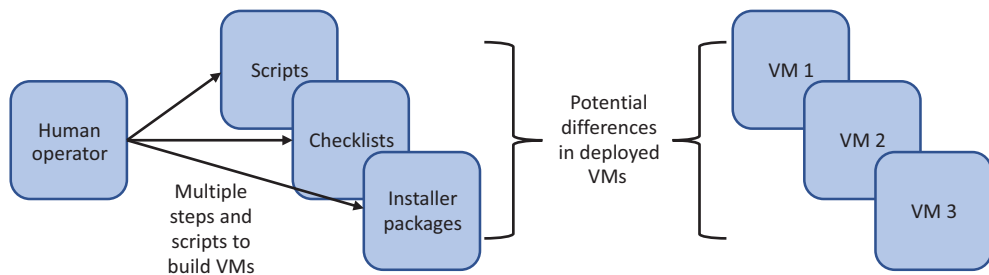 Human
operator
Scripts
Checklists
Installer
packages
Multiple
steps and
scripts to
build VMs
Potential
differences
in deployed
VMs
VM 1
VM 2
VM 3